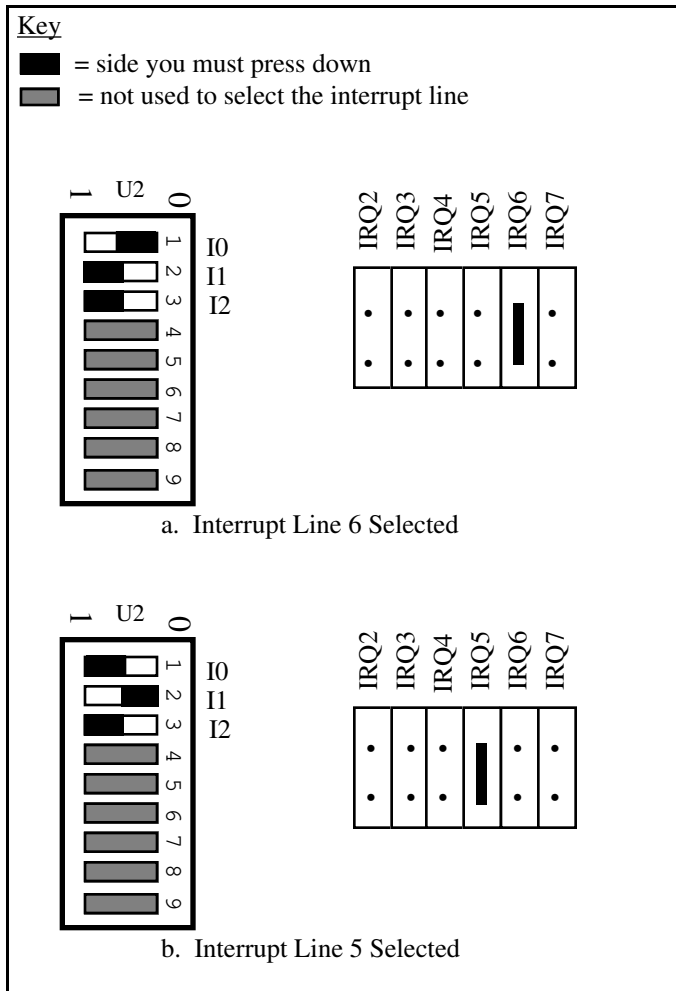 Key
= side you must press down
= not used to select the interrupt line
1 U2 0
1 I0
2 I1
3 I2
4
5
6
7
8
9
IRQ2 IRQ3 IRQ4 IRQ5 IRQ6 IRQ7
a. Interrupt Line 6 Selected
1 U2 0
1 I0
2 I1
3 I2
4
5
6
7
8
9
IRQ2 IRQ3 IRQ4 IRQ5 IRQ6 IRQ7
b. Interrupt Line 5 Selected